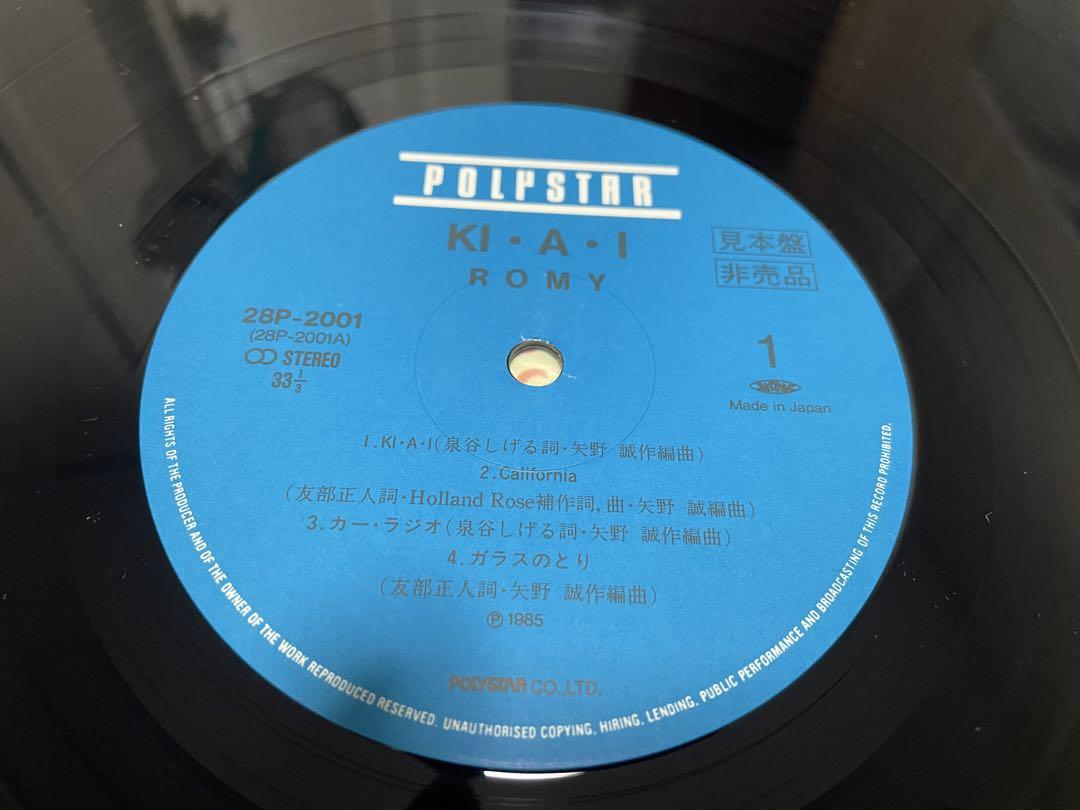 POLYSTAR
KI・A・I
ROMY
見本盤
非売品
28P-2001
(28P-2001A)
STEREO
33 1/3
1
Made in Japan
1.KI・A・I(泉谷しげる詞・矢野 誠作編曲)
2.California
(友部正人詞・Holland Rose補作詞,曲・矢野 誠編曲)
3.カー・ラジオ(泉谷しげる詞・矢野 誠作編曲)
4.ガラスのとり
(友部正人詞・矢野 誠作編曲)
Ⓟ1985
POLYSTAR CO.,LTD.
ALL RIGHTS OF THE PRODUCER AND OF THE OWNER OF THE WORK REPRODUCED RESERVED. UNAUTHORISED COPYING, HIRING, LENDING, PUBLIC PERFORMANCE AND BROADCASTING OF THIS RECORD PROHIBITED.